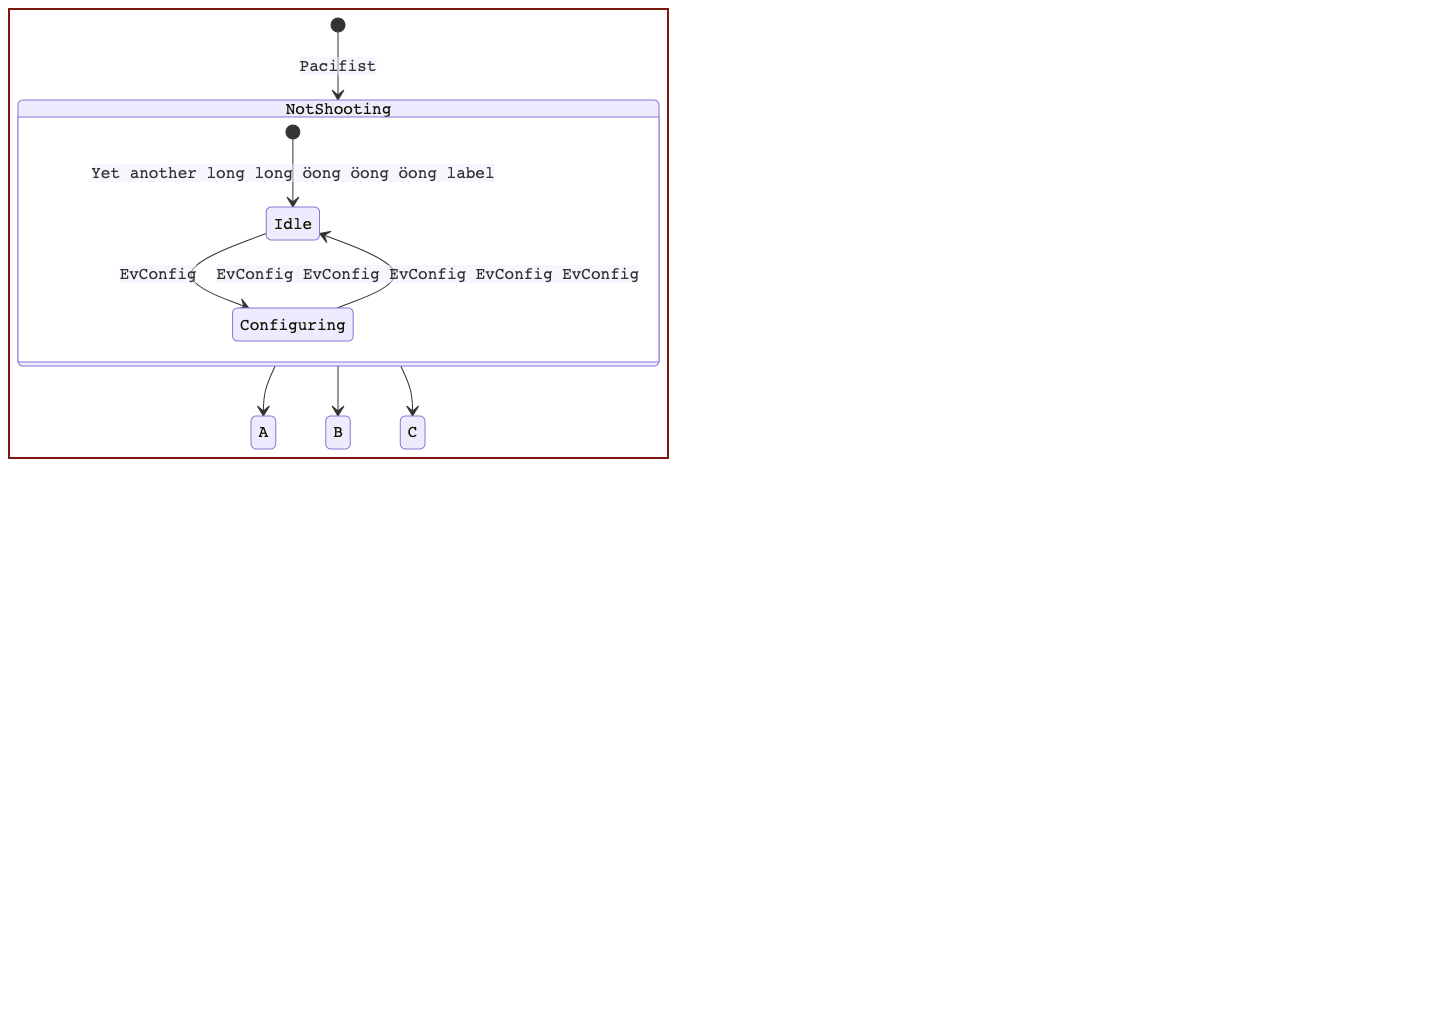 Pacifist
NotShooting
Yet another long long öong öong öong label
Idle
EvConfig
EvConfig EvConfig EvConfig EvConfig EvConfig
Configuring
A
B
C